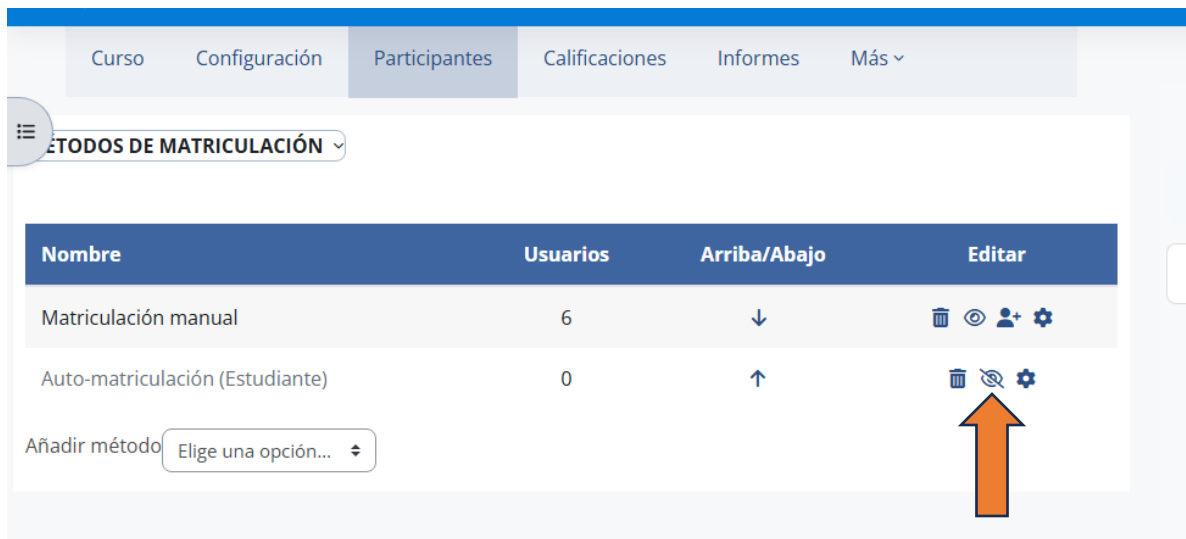 Curso Configuración Participantes Calificaciones Informes Más
ÉTODOS DE MATRICULACIÓN
Nombre Usuarios Arriba/Abajo Editar
Matriculación manual 6
Auto-matriculación (Estudiante) 0
Añadir método Elige una opción...